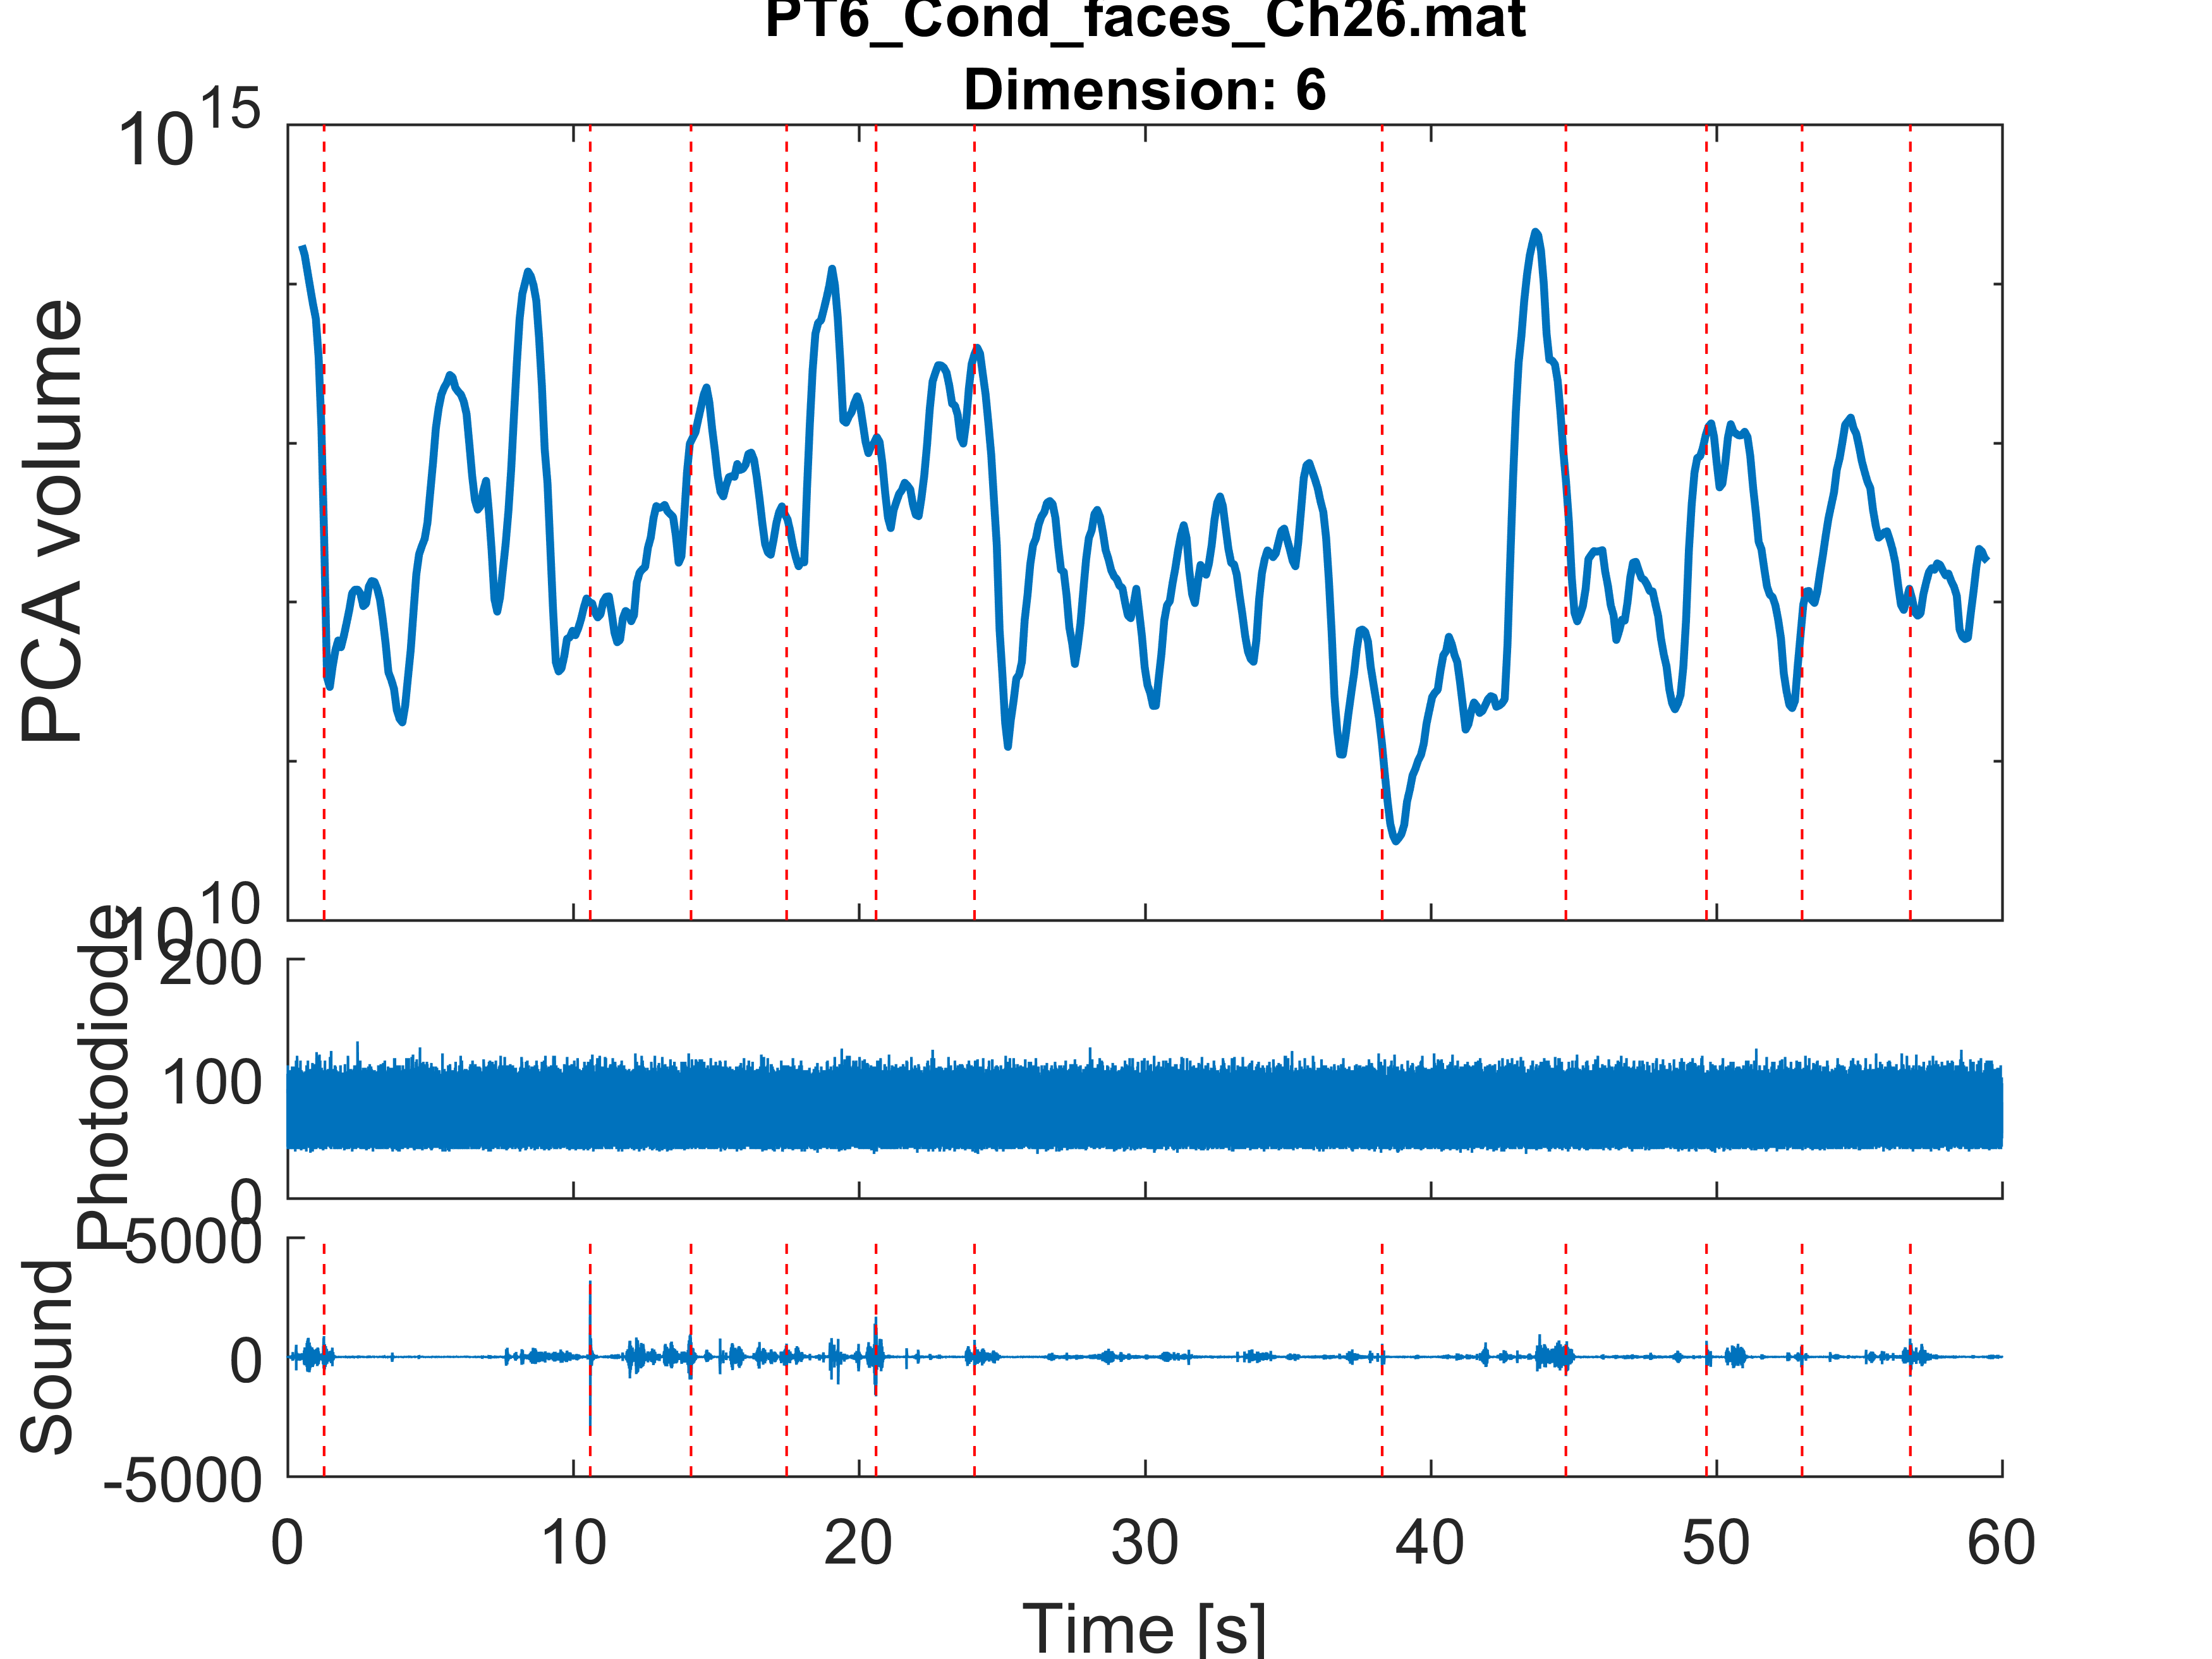 PT6_Cond_faces_Ch26.mat
Dimension: 6
10^15
PCA volume
10^10
200
Photodiode
100
0
5000
Sound
0
-5000
0 10 20 30 40 50 60
Time [s]